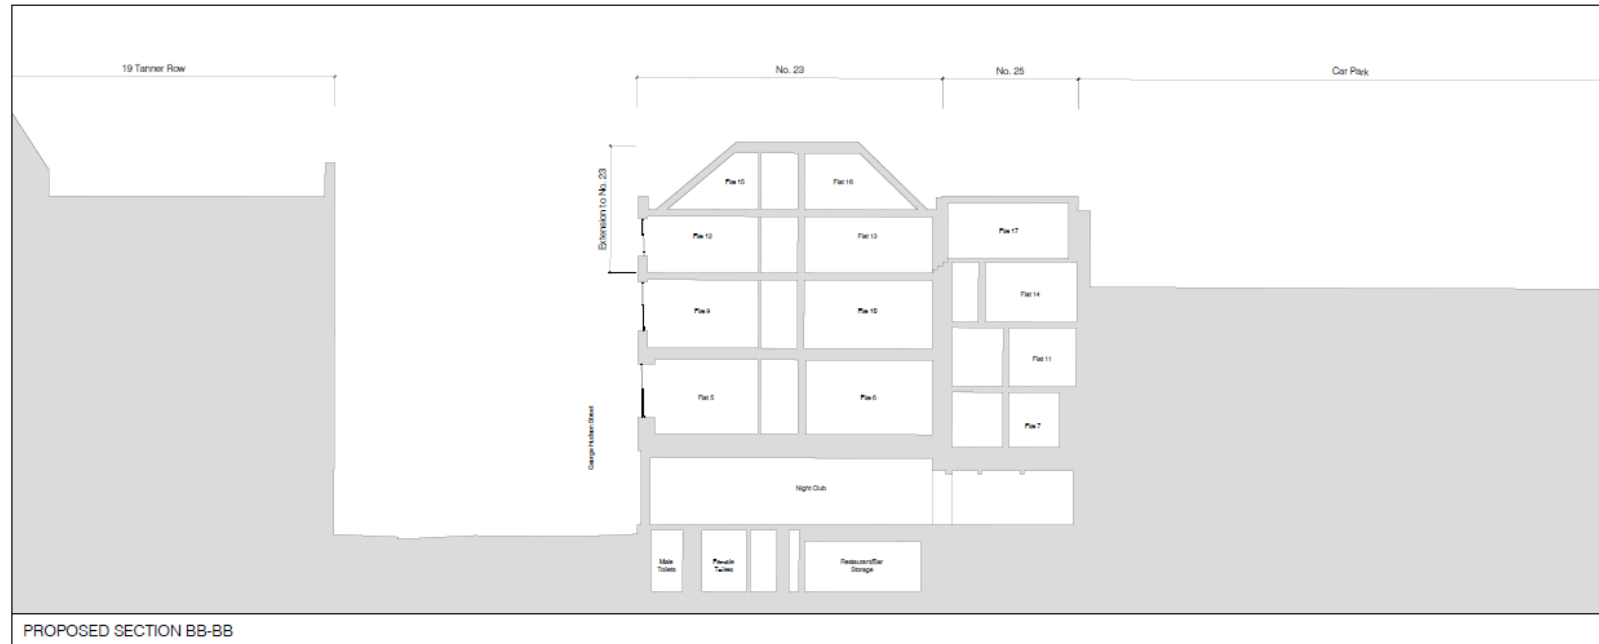 19 Tanner Row
No. 23
No. 25
Car Park
Extension to No. 23
Flat 15
Flat 16
Flat 12
Flat 13
Flat 17
Flat 14
Flat 9
Flat 10
Flat 11
Flat 5
Flat 6
Flat 7
George Hudson Street
Night Club
Male
Toilets
Female
Toilets
Restaurant/Bar
Storage
PROPOSED SECTION BB-BB